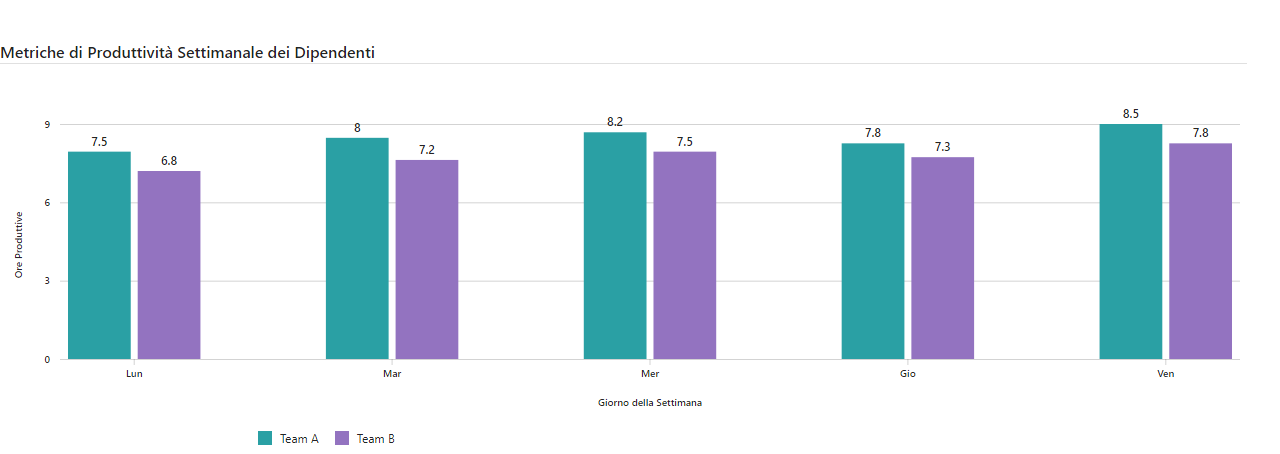 Metriche di Produttività Settimanale dei Dipendenti
9
6
3
0
Ore Produttive
7.5
6.8
8
7.2
8.2
7.5
7.8
7.3
8.5
7.8
Lun
Mar
Mer
Gio
Ven
Giorno della Settimana
Team A
Team B